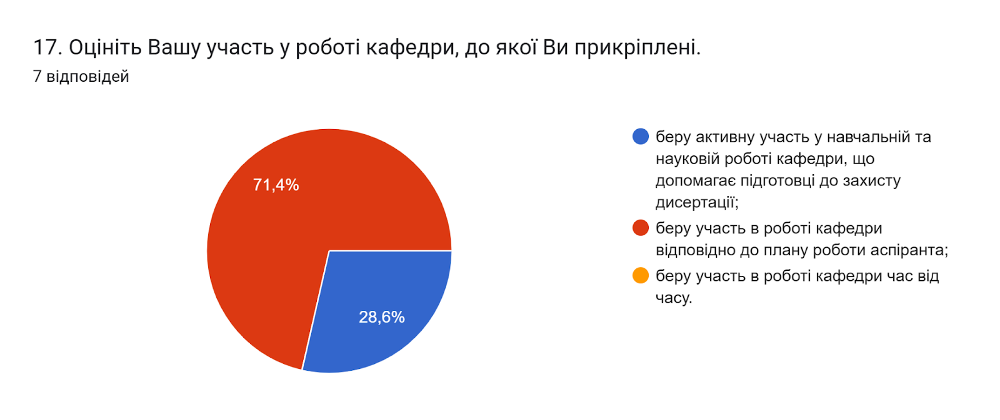 17. Оцініть Вашу участь у роботі кафедри, до якої Ви прикріплені.
7 відповідей
71,4%
28,6%
беру активну участь у навчальній та
науковій роботі кафедри, що
допомагає підготовці до захисту
дисертації;
беру участь в роботі кафедри
відповідно до плану роботи аспіранта;
беру участь в роботі кафедри час від
часу.